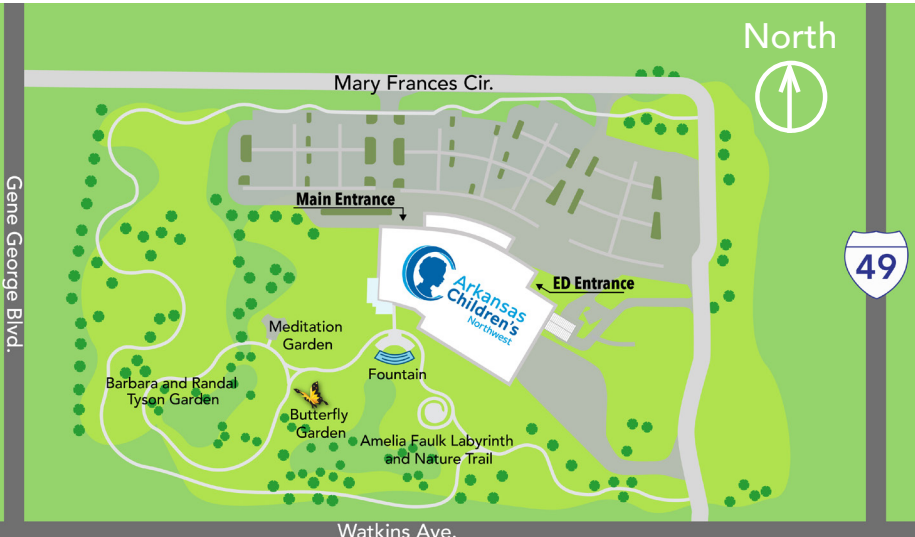 North
Mary Frances Cir.
Gene George Blvd.
Main Entrance
49
ED Entrance
Arkansas
Children's
Northwest
Meditation
Garden
Fountain
Barbara and Randal
Tyson Garden
Butterfly
Garden
Amelia Faulk Labyrinth
and Nature Trail
Watkins Ave.